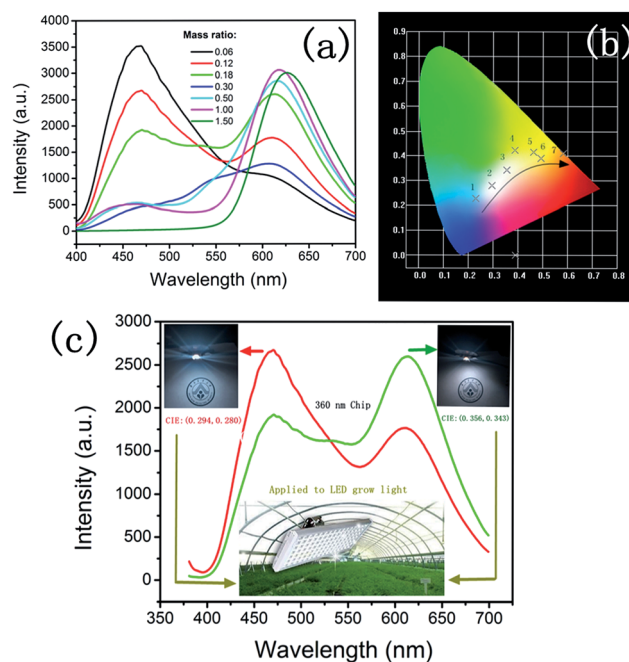 (a)
Mass ratio:
0.06
0.12
0.18
0.30
0.50
1.00
1.50
4000
3500
3000
2500
2000
1500
1000
500
0
Intensity (a.u.)
400 450 500 550 600 650 700
Wavelength (nm)
(b)
0.9
0.8
0.7
0.6
0.5
0.4
0.3
0.2
0.1
0.0
1 2 3 4 5 6 7
0.0 0.1 0.2 0.3 0.4 0.5 0.6 0.7 0.8
(c)
3000
2500
2000
1500
1000
500
0
Intensity (a.u.)
360 nm Chip
CIE:(0.294,0.280)
CIE:(0.356,0.343)
Applied to LED grow light
350 400 450 500 550 600 650 700
Wavelength (nm)